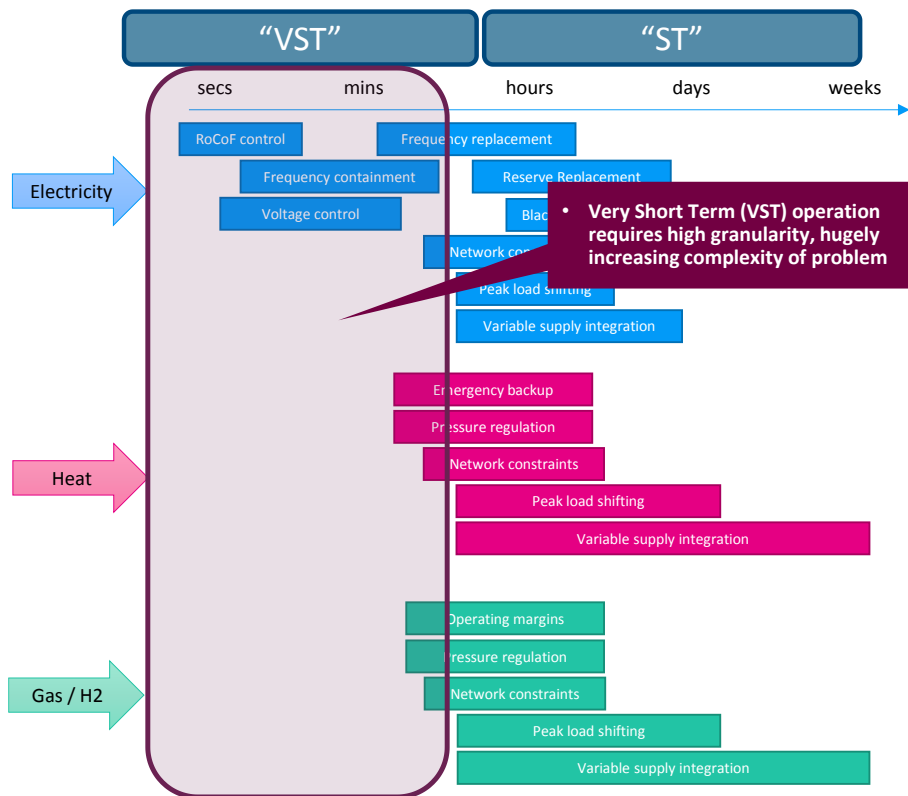 “VST”
“ST”
secs
mins
hours
days
weeks
RoCoF control
Frequency replacement
Frequency containment
Reserve Replacement
Electricity
Voltage control
Blac
• Very Short Term (VST) operation
requires high granularity, hugely
increasing complexity of problem
Network con
Peak load shifting
Variable supply integration
Emergency backup
Pressure regulation
Heat
Network constraints
Peak load shifting
Variable supply integration
Operating margins
Pressure regulation
Gas / H2
Network constraints
Peak load shifting
Variable supply integration